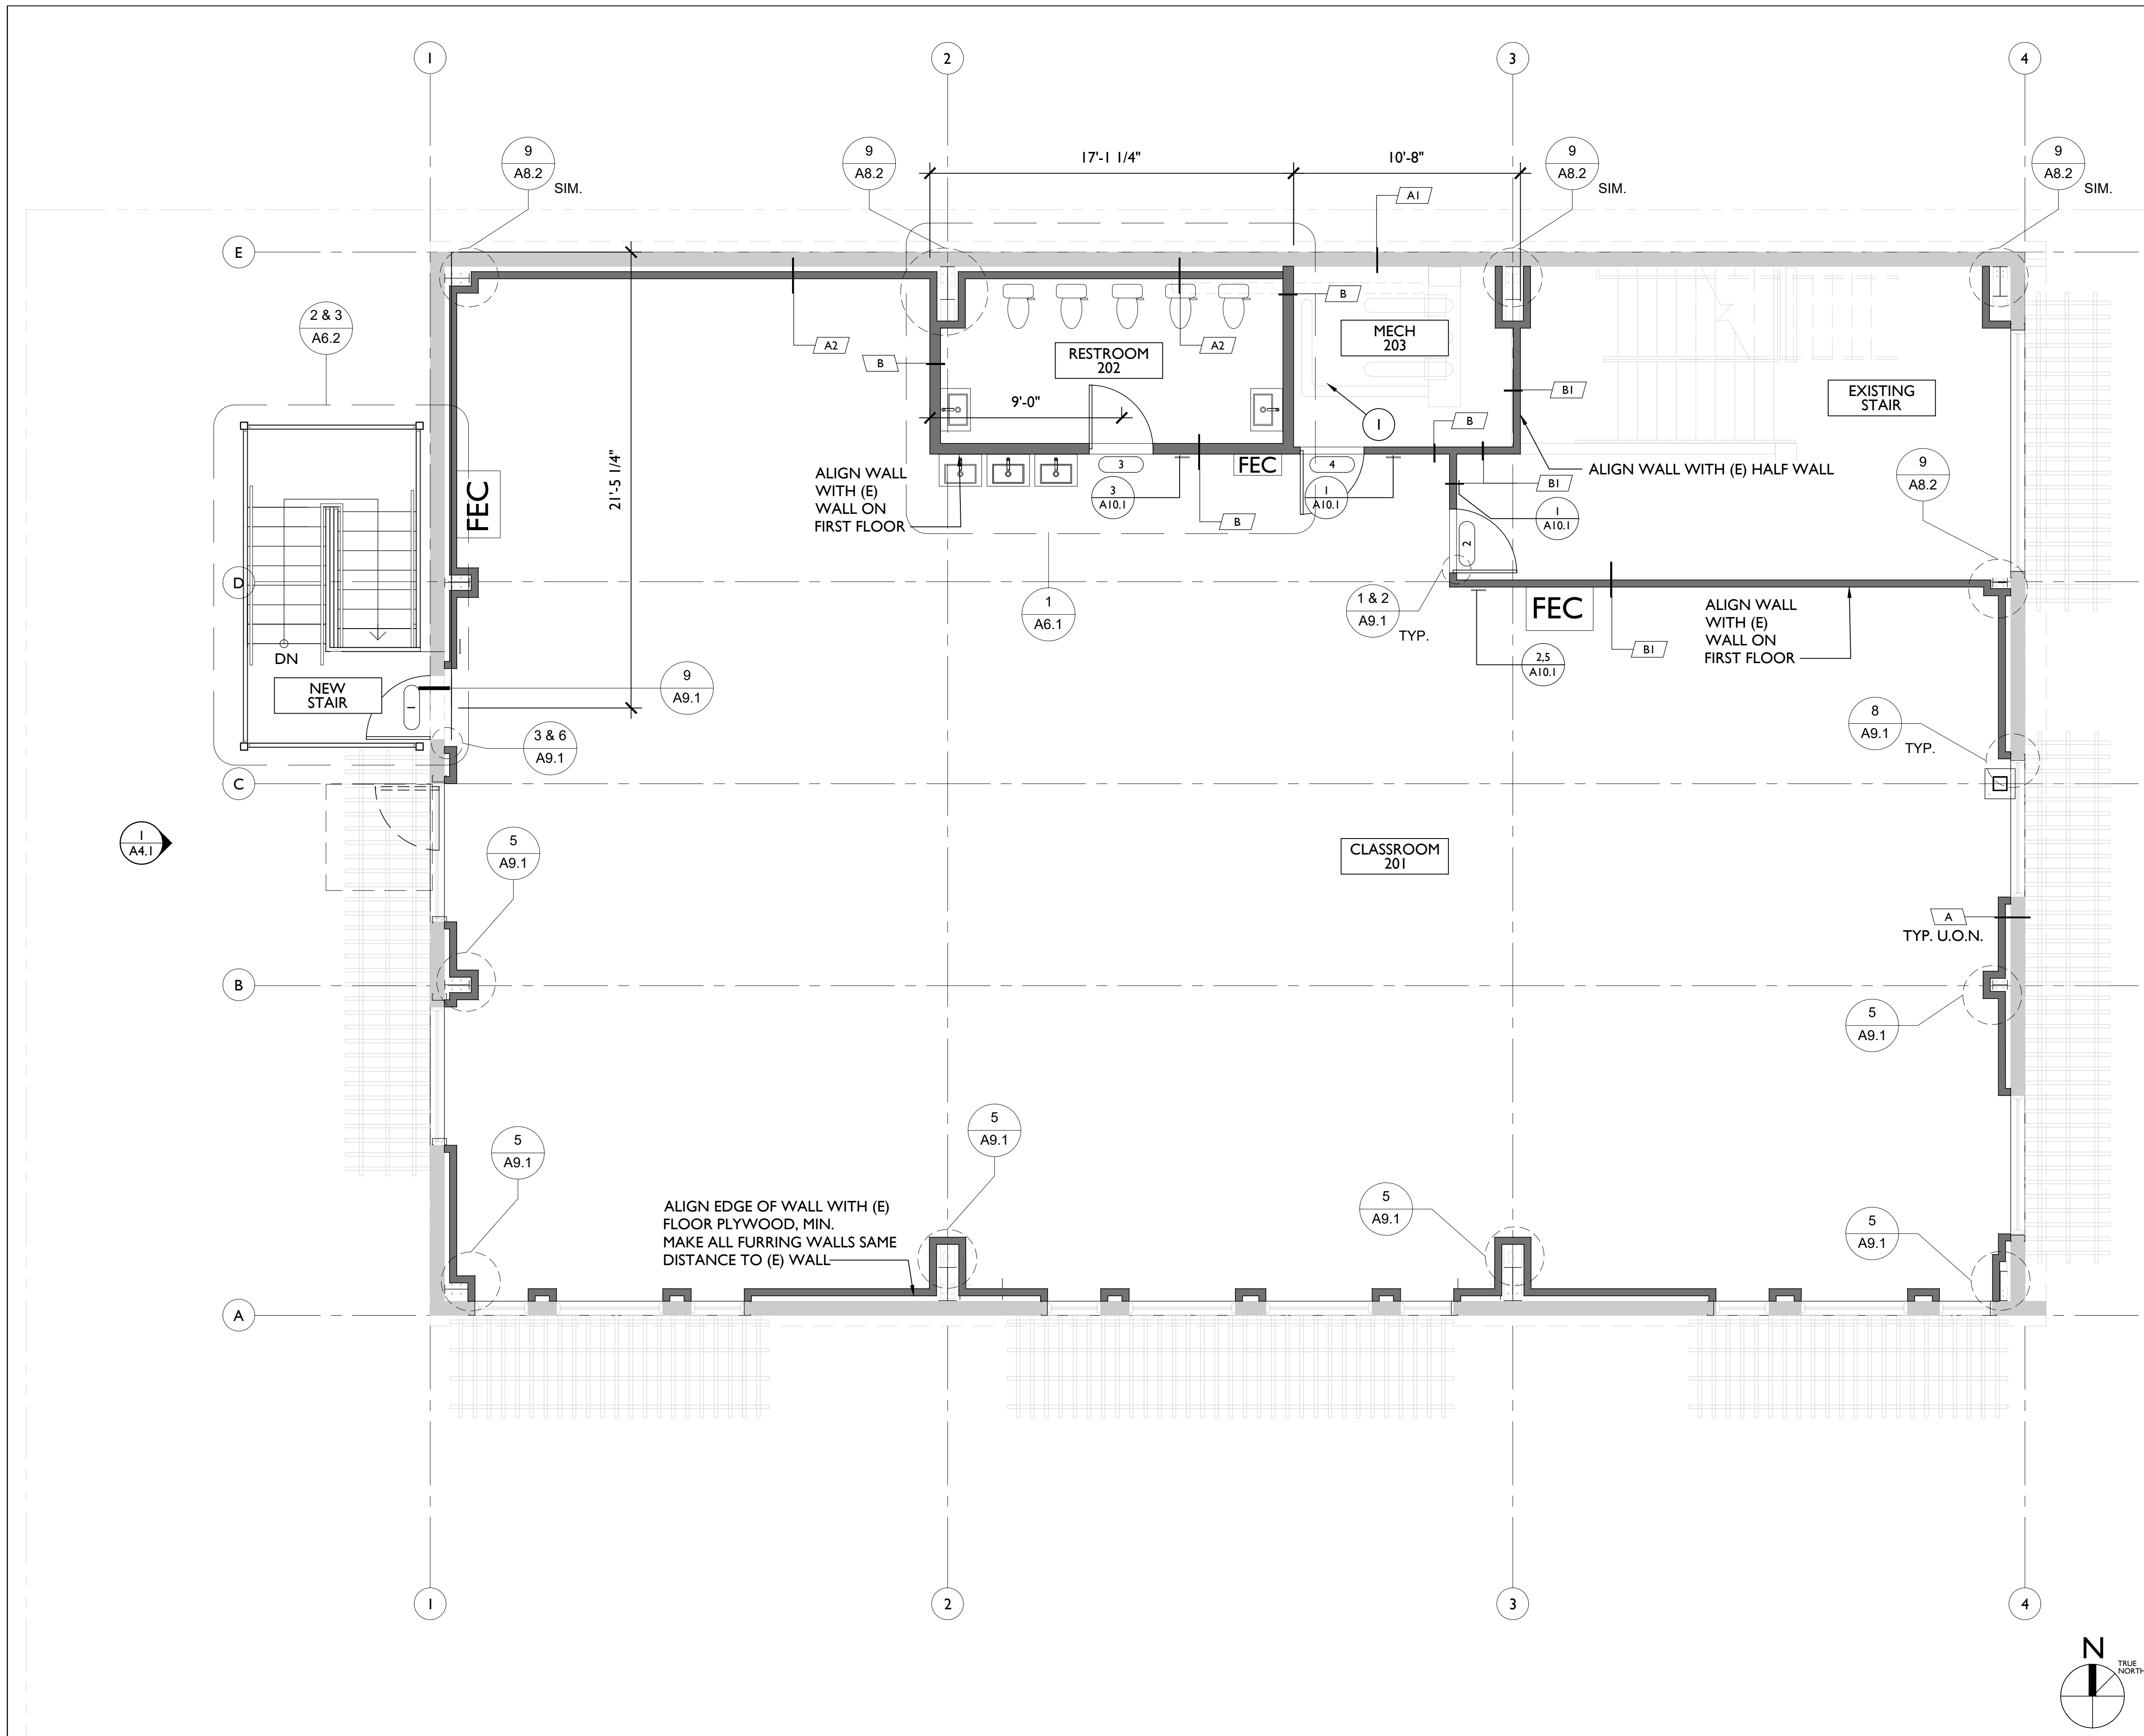 1
2
3
4
9
A8.2
SIM.
9
A8.2
17'-1 1/4"
10'-8"
9
A8.2
SIM.
9
A8.2
SIM.
A1
E
2 & 3
A6.2
A2
B
RESTROOM
202
A2
B
MECH
203
B1
EXISTING
STAIR
9'-0"
1
B
21'-5 1/4"
FEC
ALIGN WALL
WITH (E)
WALL ON
FIRST FLOOR
3
FEC
4
ALIGN WALL WITH (E) HALF WALL
3
A10.1
1
A10.1
B1
B
1
A10.1
9
A8.2
2
D
DN
1
A6.1
1 & 2
A9.1
TYP.
FEC
ALIGN WALL
WITH (E)
WALL ON
FIRST FLOOR
B1
2,5
A10.1
NEW
STAIR
1
9
A9.1
3 & 6
A9.1
8
A9.1
TYP.
C
1
A4.1
5
A9.1
CLASSROOM
201
A
TYP. U.O.N.
B
5
A9.1
5
A9.1
5
A9.1
5
A9.1
5
A9.1
ALIGN EDGE OF WALL WITH (E)
FLOOR PLYWOOD, MIN.
MAKE ALL FURRING WALLS SAME
DISTANCE TO (E) WALL
A
1
2
3
4
N
TRUE
NORTH